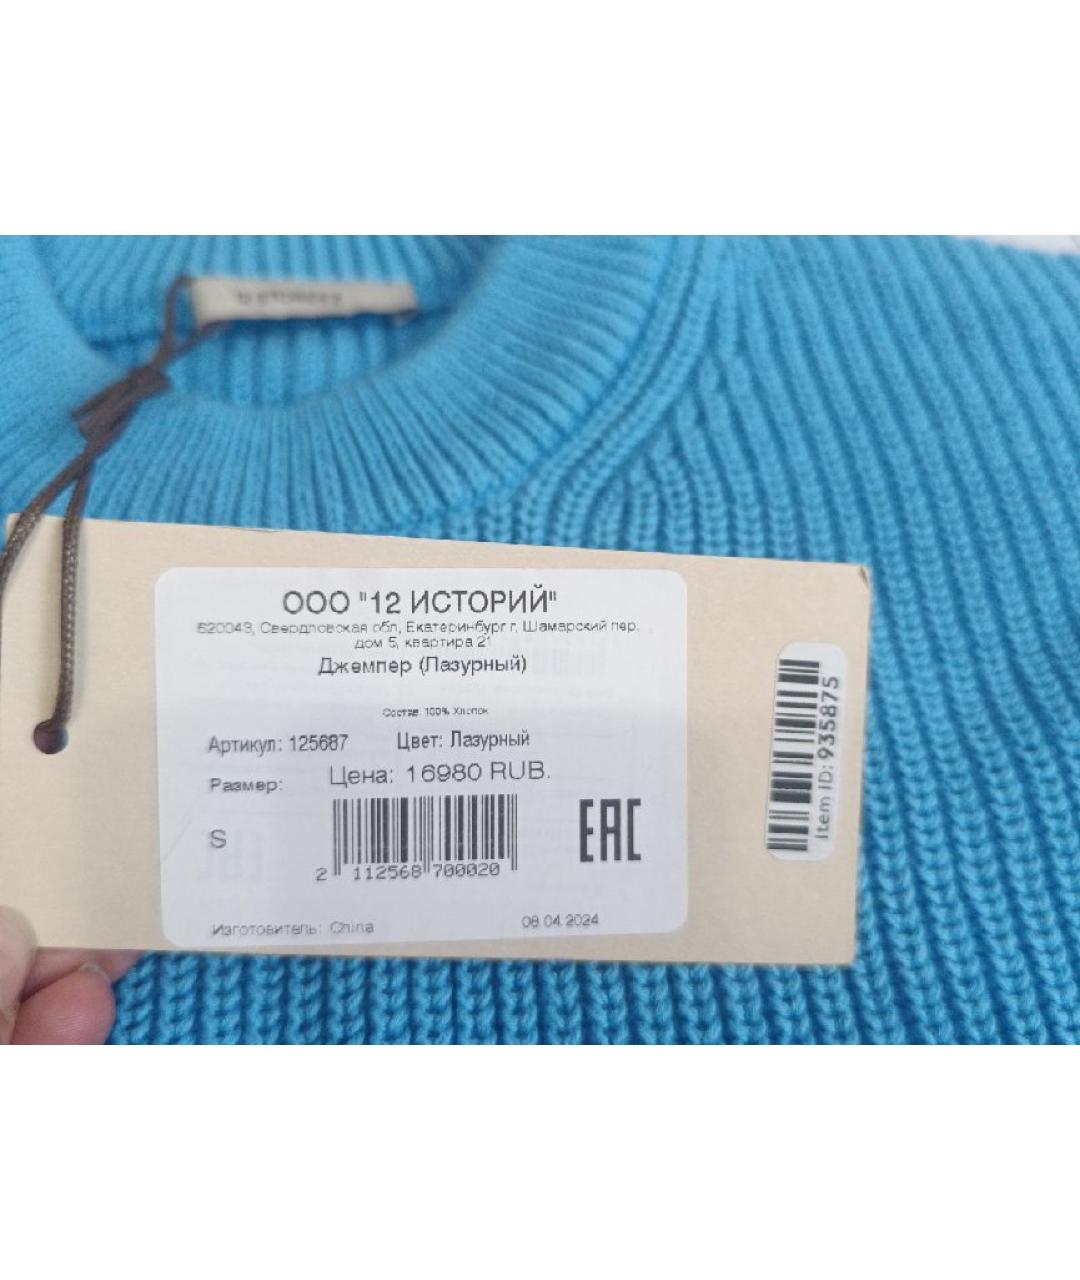 ООО "12 ИСТОРИЙ"
620043, Свердловская обл, Екатеринбург г, Шамарский пер.
дом 5, квартира 21
Джемпер (Лазурный)
Состав: 100% Хлопок
Артикул: 125687 Цвет: Лазурный
Размер: Цена: 16980 RUB.
S
EAC
2 112568 700020
Изготовитель: China 08.04.2024
Item ID: 935875